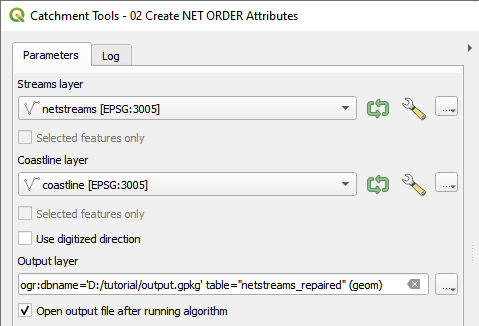 Catchment Tools - 02 Create NET ORDER Attributes
Parameters Log
Streams layer
netstreams [EPSG:3005]
...
Selected features only
Coastline layer
coastline [EPSG:3005]
...
Selected features only
Use digitized direction
Output layer
ogr:dbname='D:/tutorial/output.gpkg' table="netstreams_repaired" (geom)
...
Open output file after running algorithm